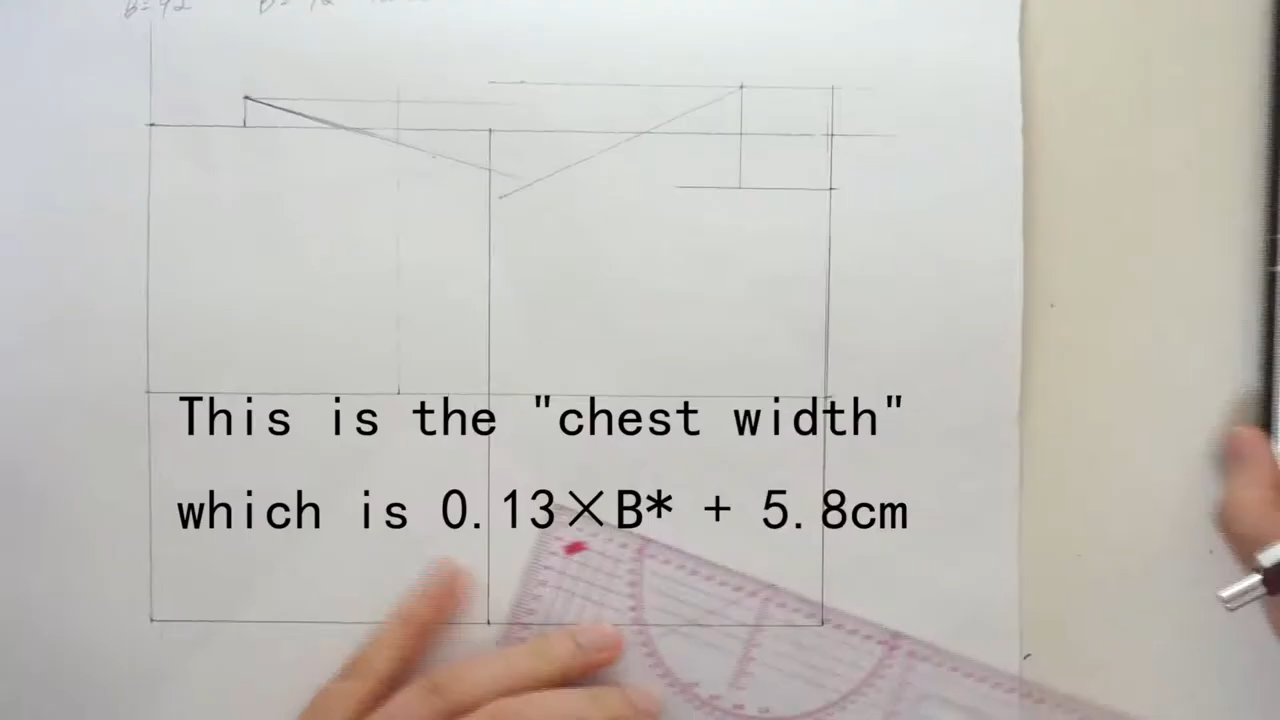 This is the "chest width"
which is 0.13×B* + 5.8cm